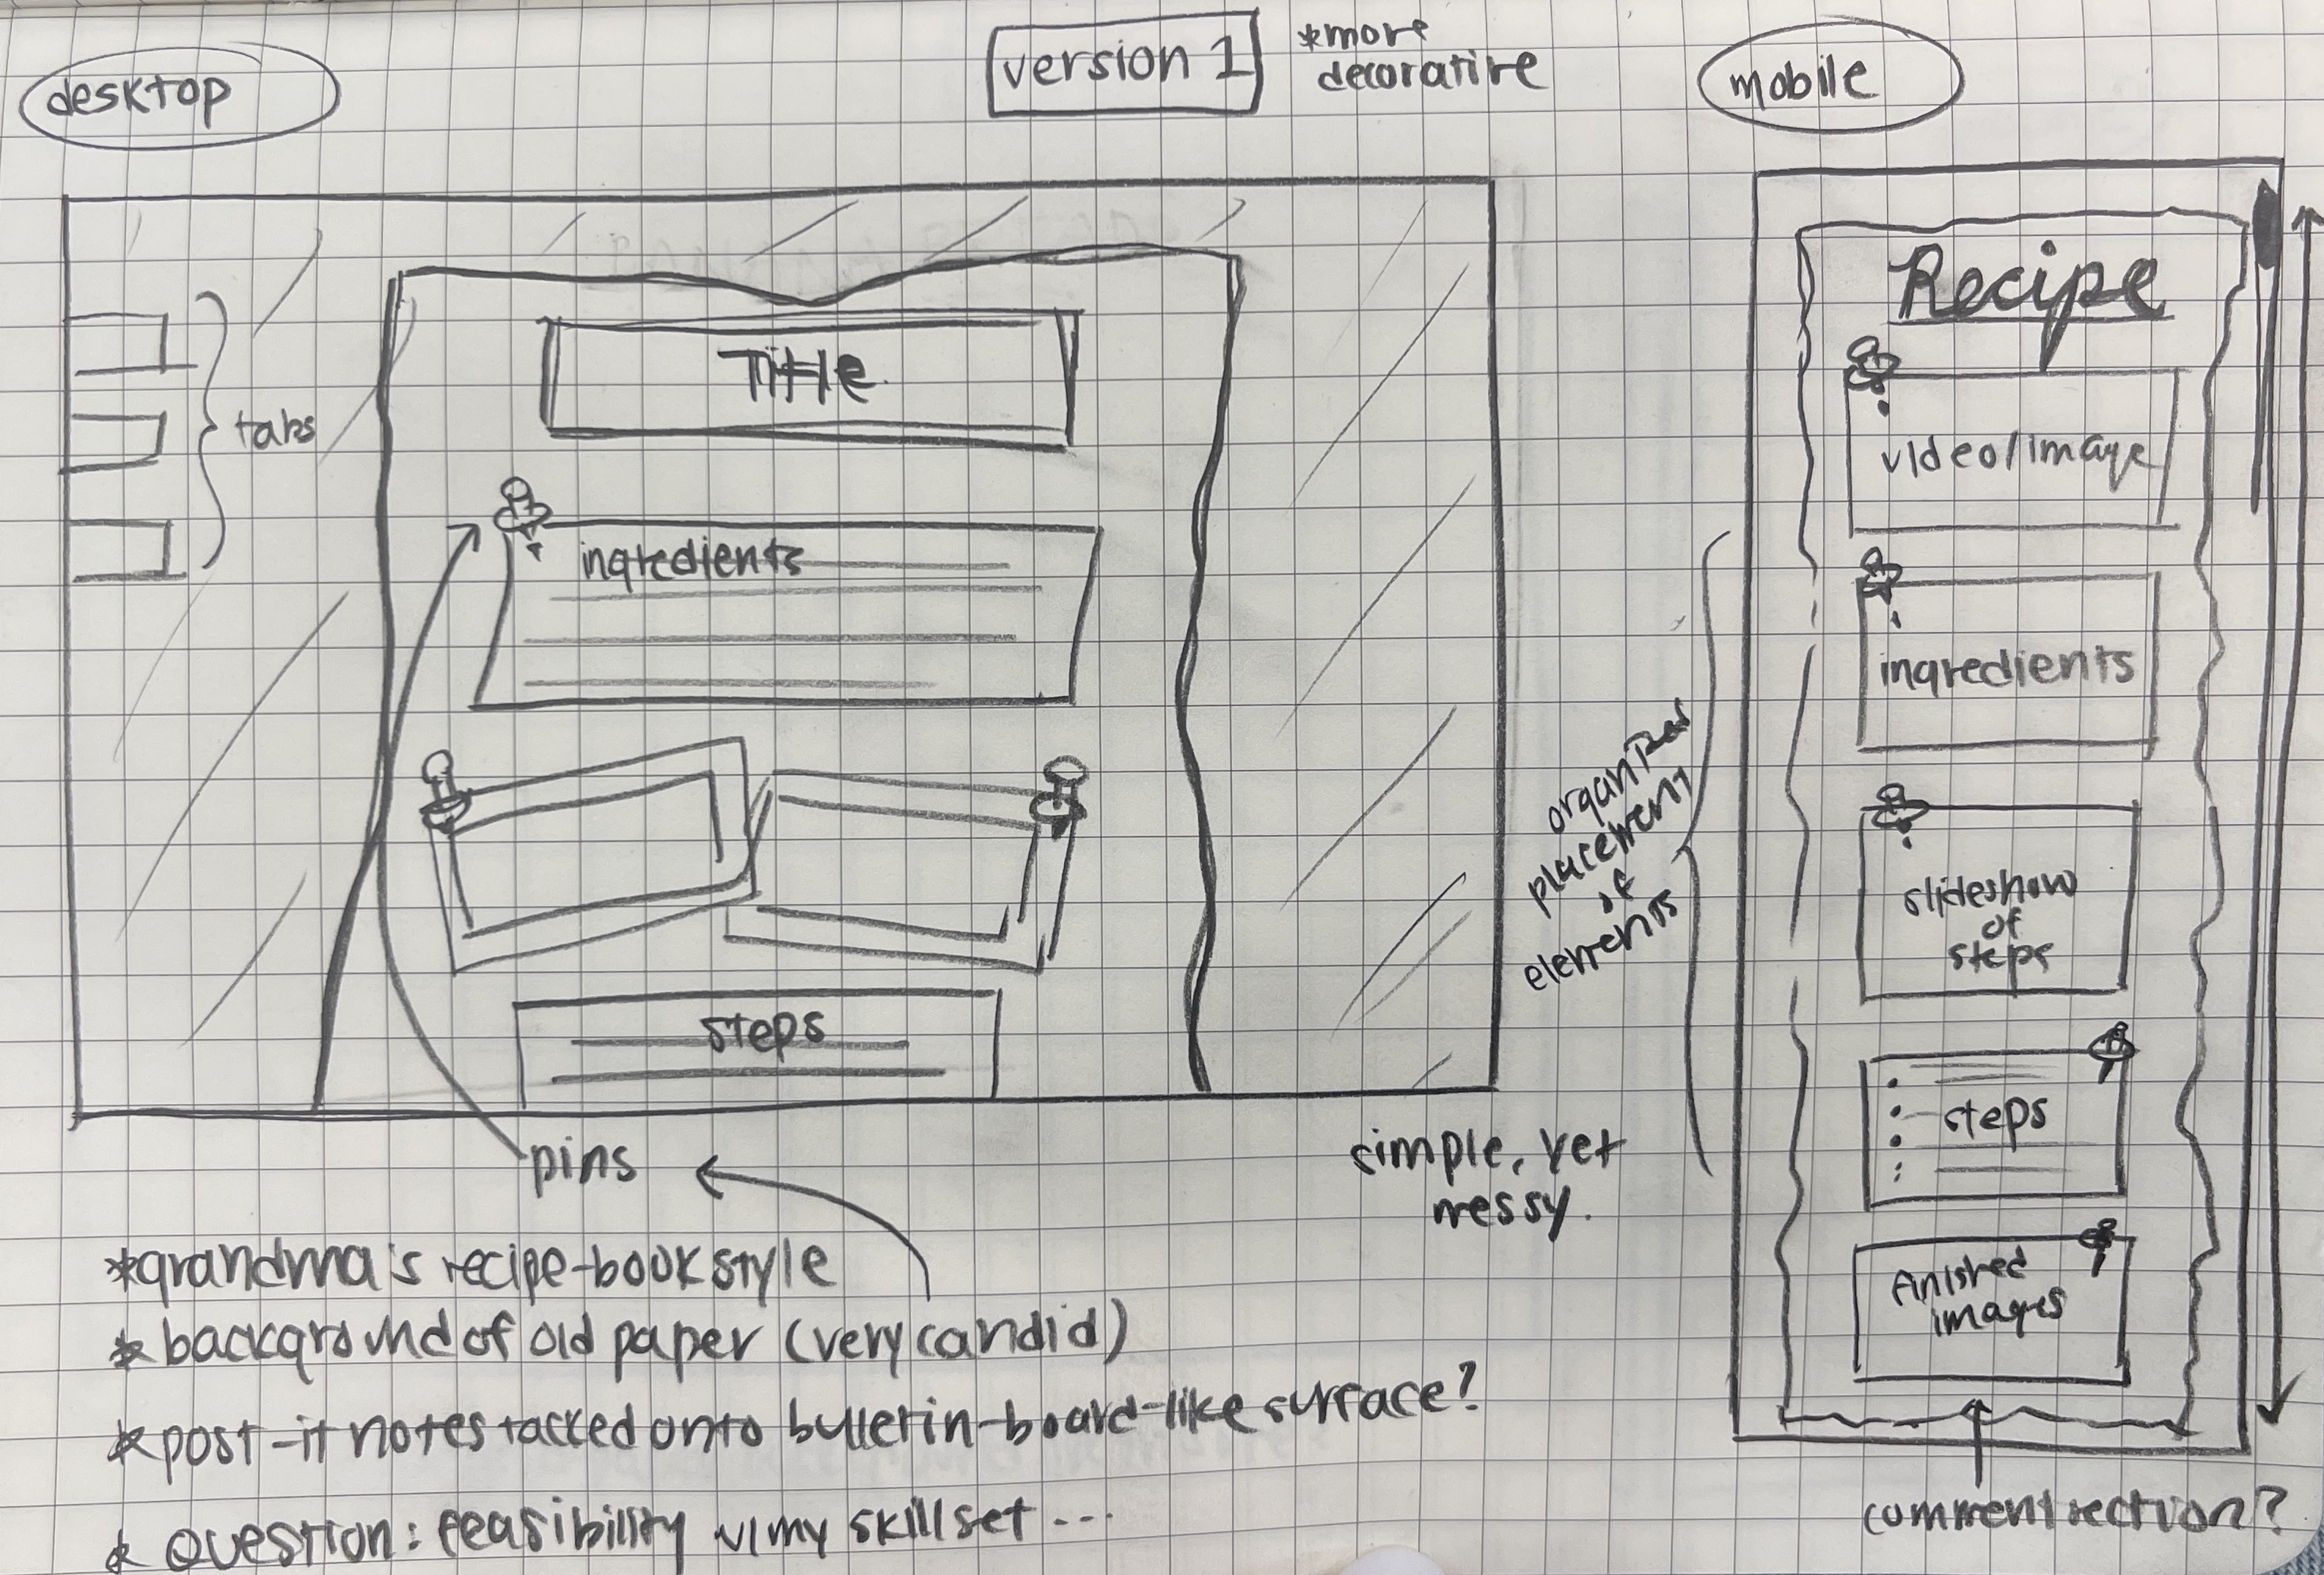 desktop
version 1
*more
decorative
mobile
tabs
Title
ingredients
steps
pins
simple, yet
messy.
organized
placement
of
elements
Recipe
video/image
ingredients
slideshow
of
steps
steps
finished
images
comment section?
*grandma's recipe-book style
* background of old paper (very candid)
* post-it notes tacked onto bulletin-board-like surface?
* Question: feasibility w/ my skillset ...